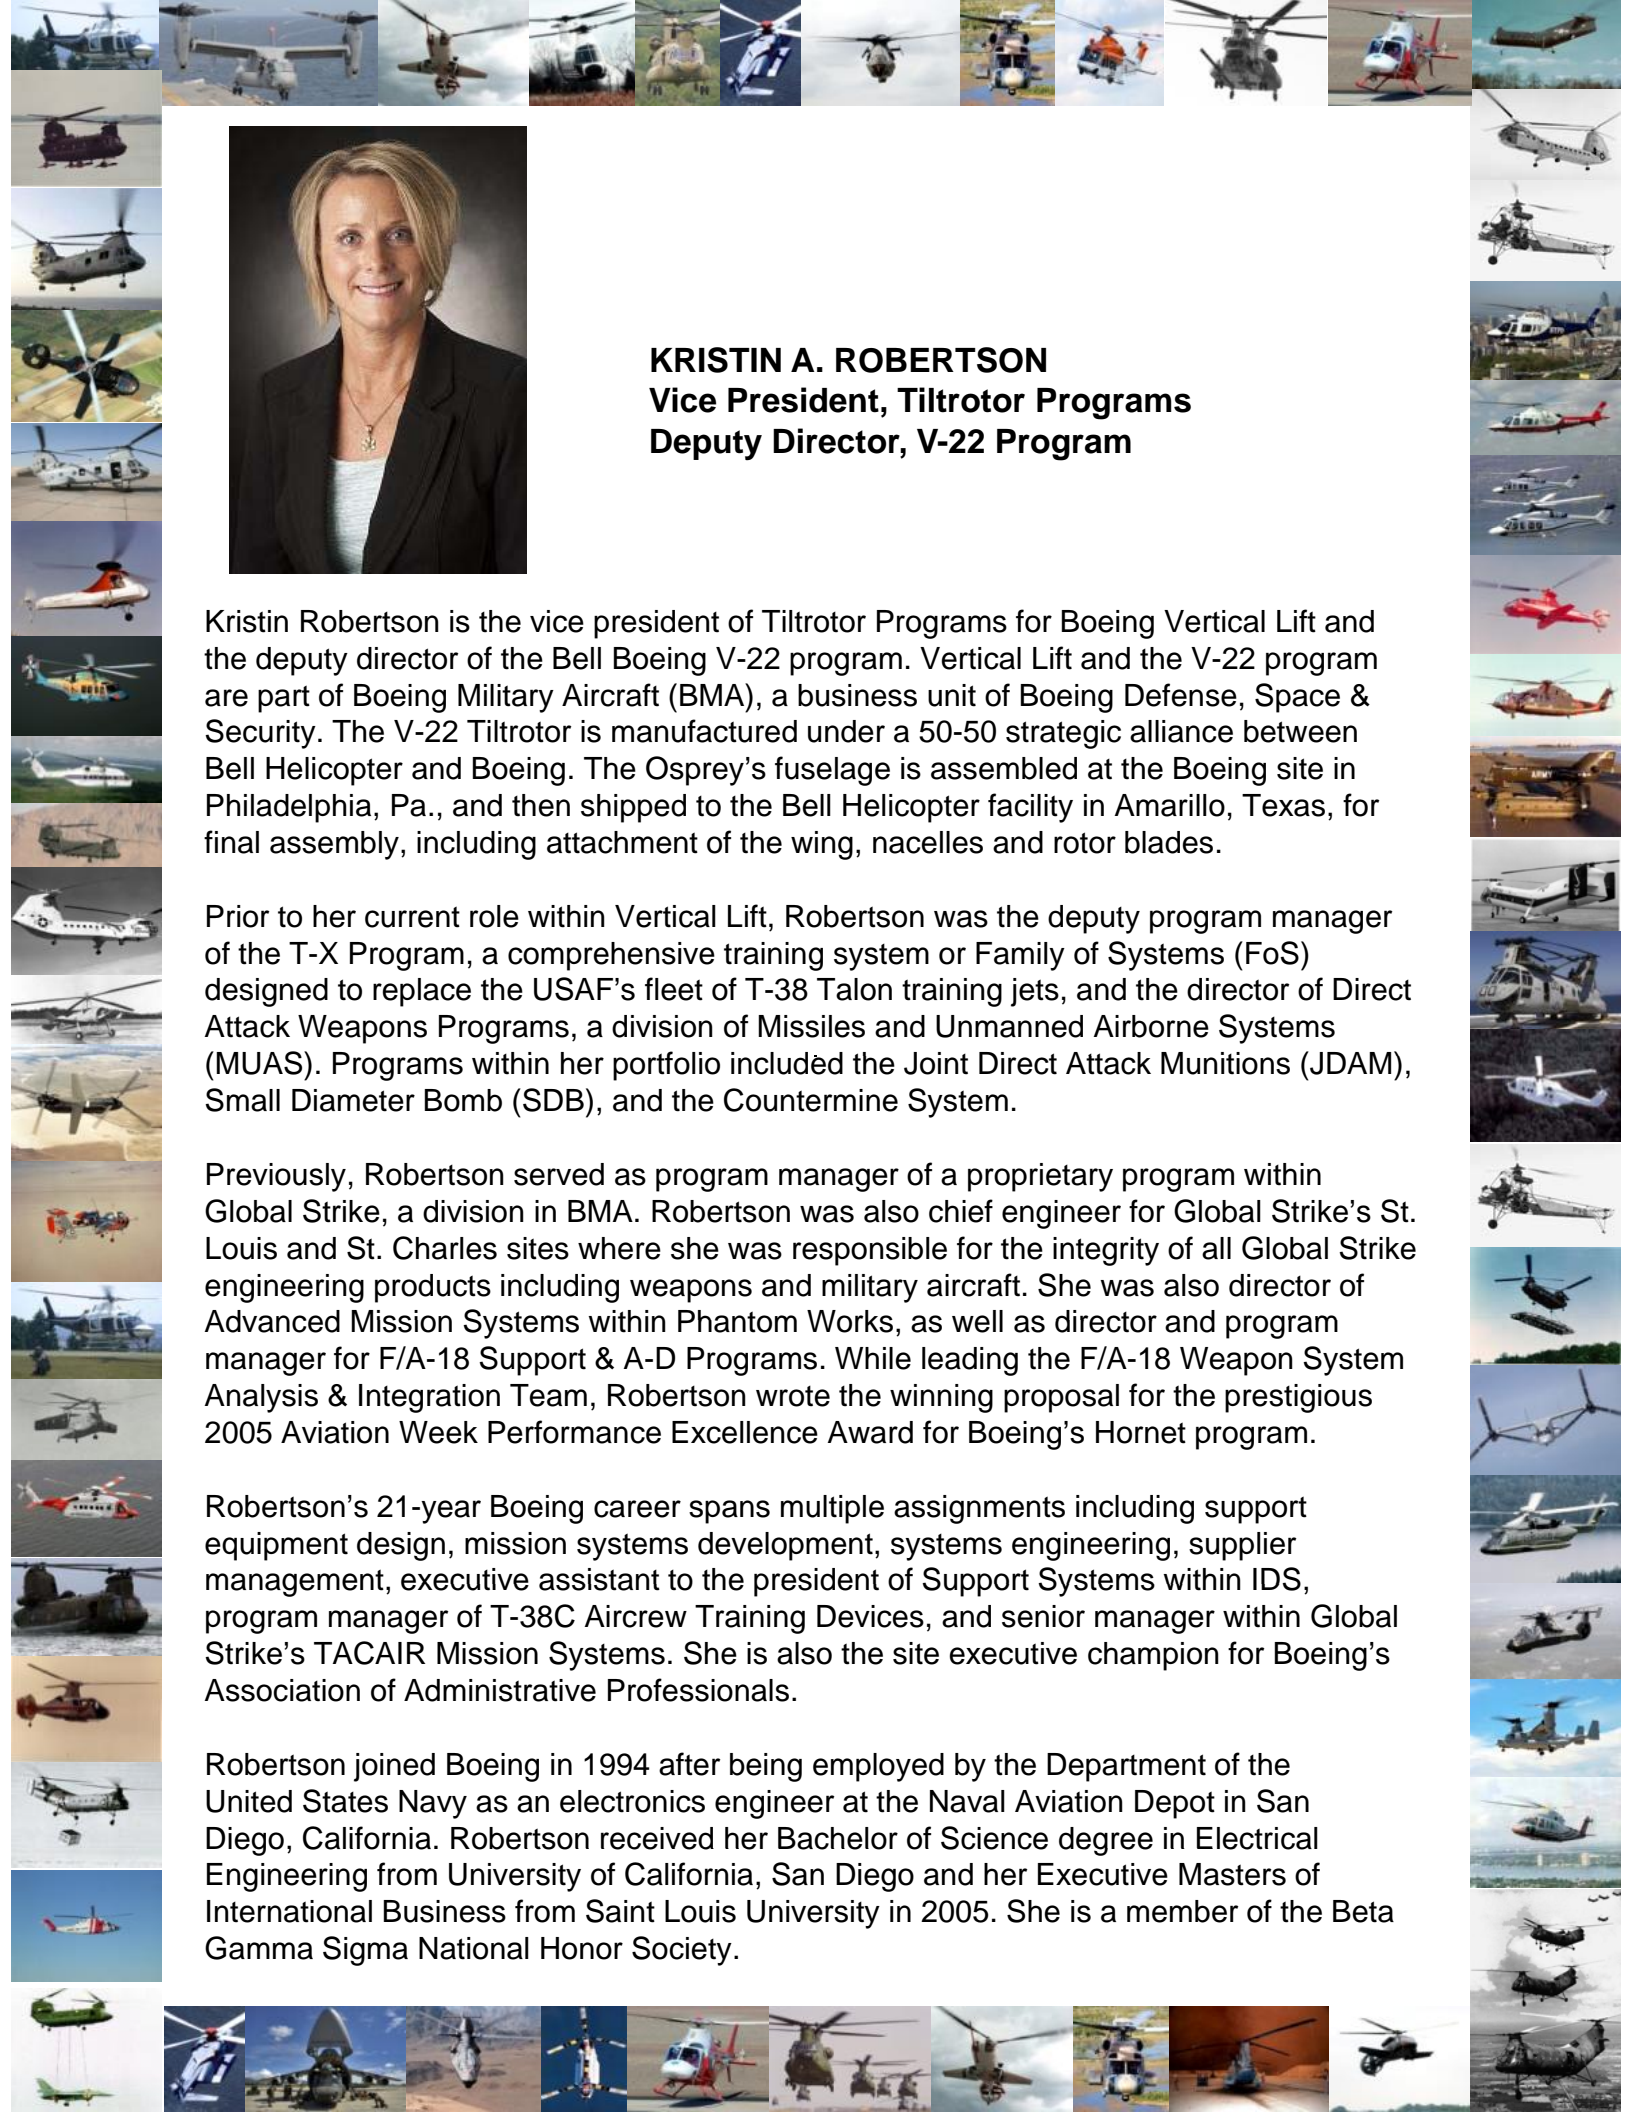 KRISTIN A. ROBERTSON
Vice President, Tiltrotor Programs
Deputy Director, V-22 Program
Kristin Robertson is the vice president of Tiltrotor Programs for Boeing Vertical Lift and
the deputy director of the Bell Boeing V-22 program. Vertical Lift and the V-22 program
are part of Boeing Military Aircraft (BMA), a business unit of Boeing Defense, Space &
Security. The V-22 Tiltrotor is manufactured under a 50-50 strategic alliance between
Bell Helicopter and Boeing. The Osprey’s fuselage is assembled at the Boeing site in
Philadelphia, Pa., and then shipped to the Bell Helicopter facility in Amarillo, Texas, for
final assembly, including attachment of the wing, nacelles and rotor blades.
Prior to her current role within Vertical Lift, Robertson was the deputy program manager
of the T-X Program, a comprehensive training system or Family of Systems (FoS)
designed to replace the USAF’s fleet of T-38 Talon training jets, and the director of Direct
Attack Weapons Programs, a division of Missiles and Unmanned Airborne Systems
(MUAS). Programs within her portfolio included the Joint Direct Attack Munitions (JDAM),
Small Diameter Bomb (SDB), and the Countermine System.
Previously, Robertson served as program manager of a proprietary program within
Global Strike, a division in BMA. Robertson was also chief engineer for Global Strike’s St.
Louis and St. Charles sites where she was responsible for the integrity of all Global Strike
engineering products including weapons and military aircraft. She was also director of
Advanced Mission Systems within Phantom Works, as well as director and program
manager for F/A-18 Support & A-D Programs. While leading the F/A-18 Weapon System
Analysis & Integration Team, Robertson wrote the winning proposal for the prestigious
2005 Aviation Week Performance Excellence Award for Boeing’s Hornet program.
Robertson’s 21-year Boeing career spans multiple assignments including support
equipment design, mission systems development, systems engineering, supplier
management, executive assistant to the president of Support Systems within IDS,
program manager of T-38C Aircrew Training Devices, and senior manager within Global
Strike’s TACAIR Mission Systems. She is also the site executive champion for Boeing’s
Association of Administrative Professionals.
Robertson joined Boeing in 1994 after being employed by the Department of the
United States Navy as an electronics engineer at the Naval Aviation Depot in San
Diego, California. Robertson received her Bachelor of Science degree in Electrical
Engineering from University of California, San Diego and her Executive Masters of
International Business from Saint Louis University in 2005. She is a member of the Beta
Gamma Sigma National Honor Society.
ARMY